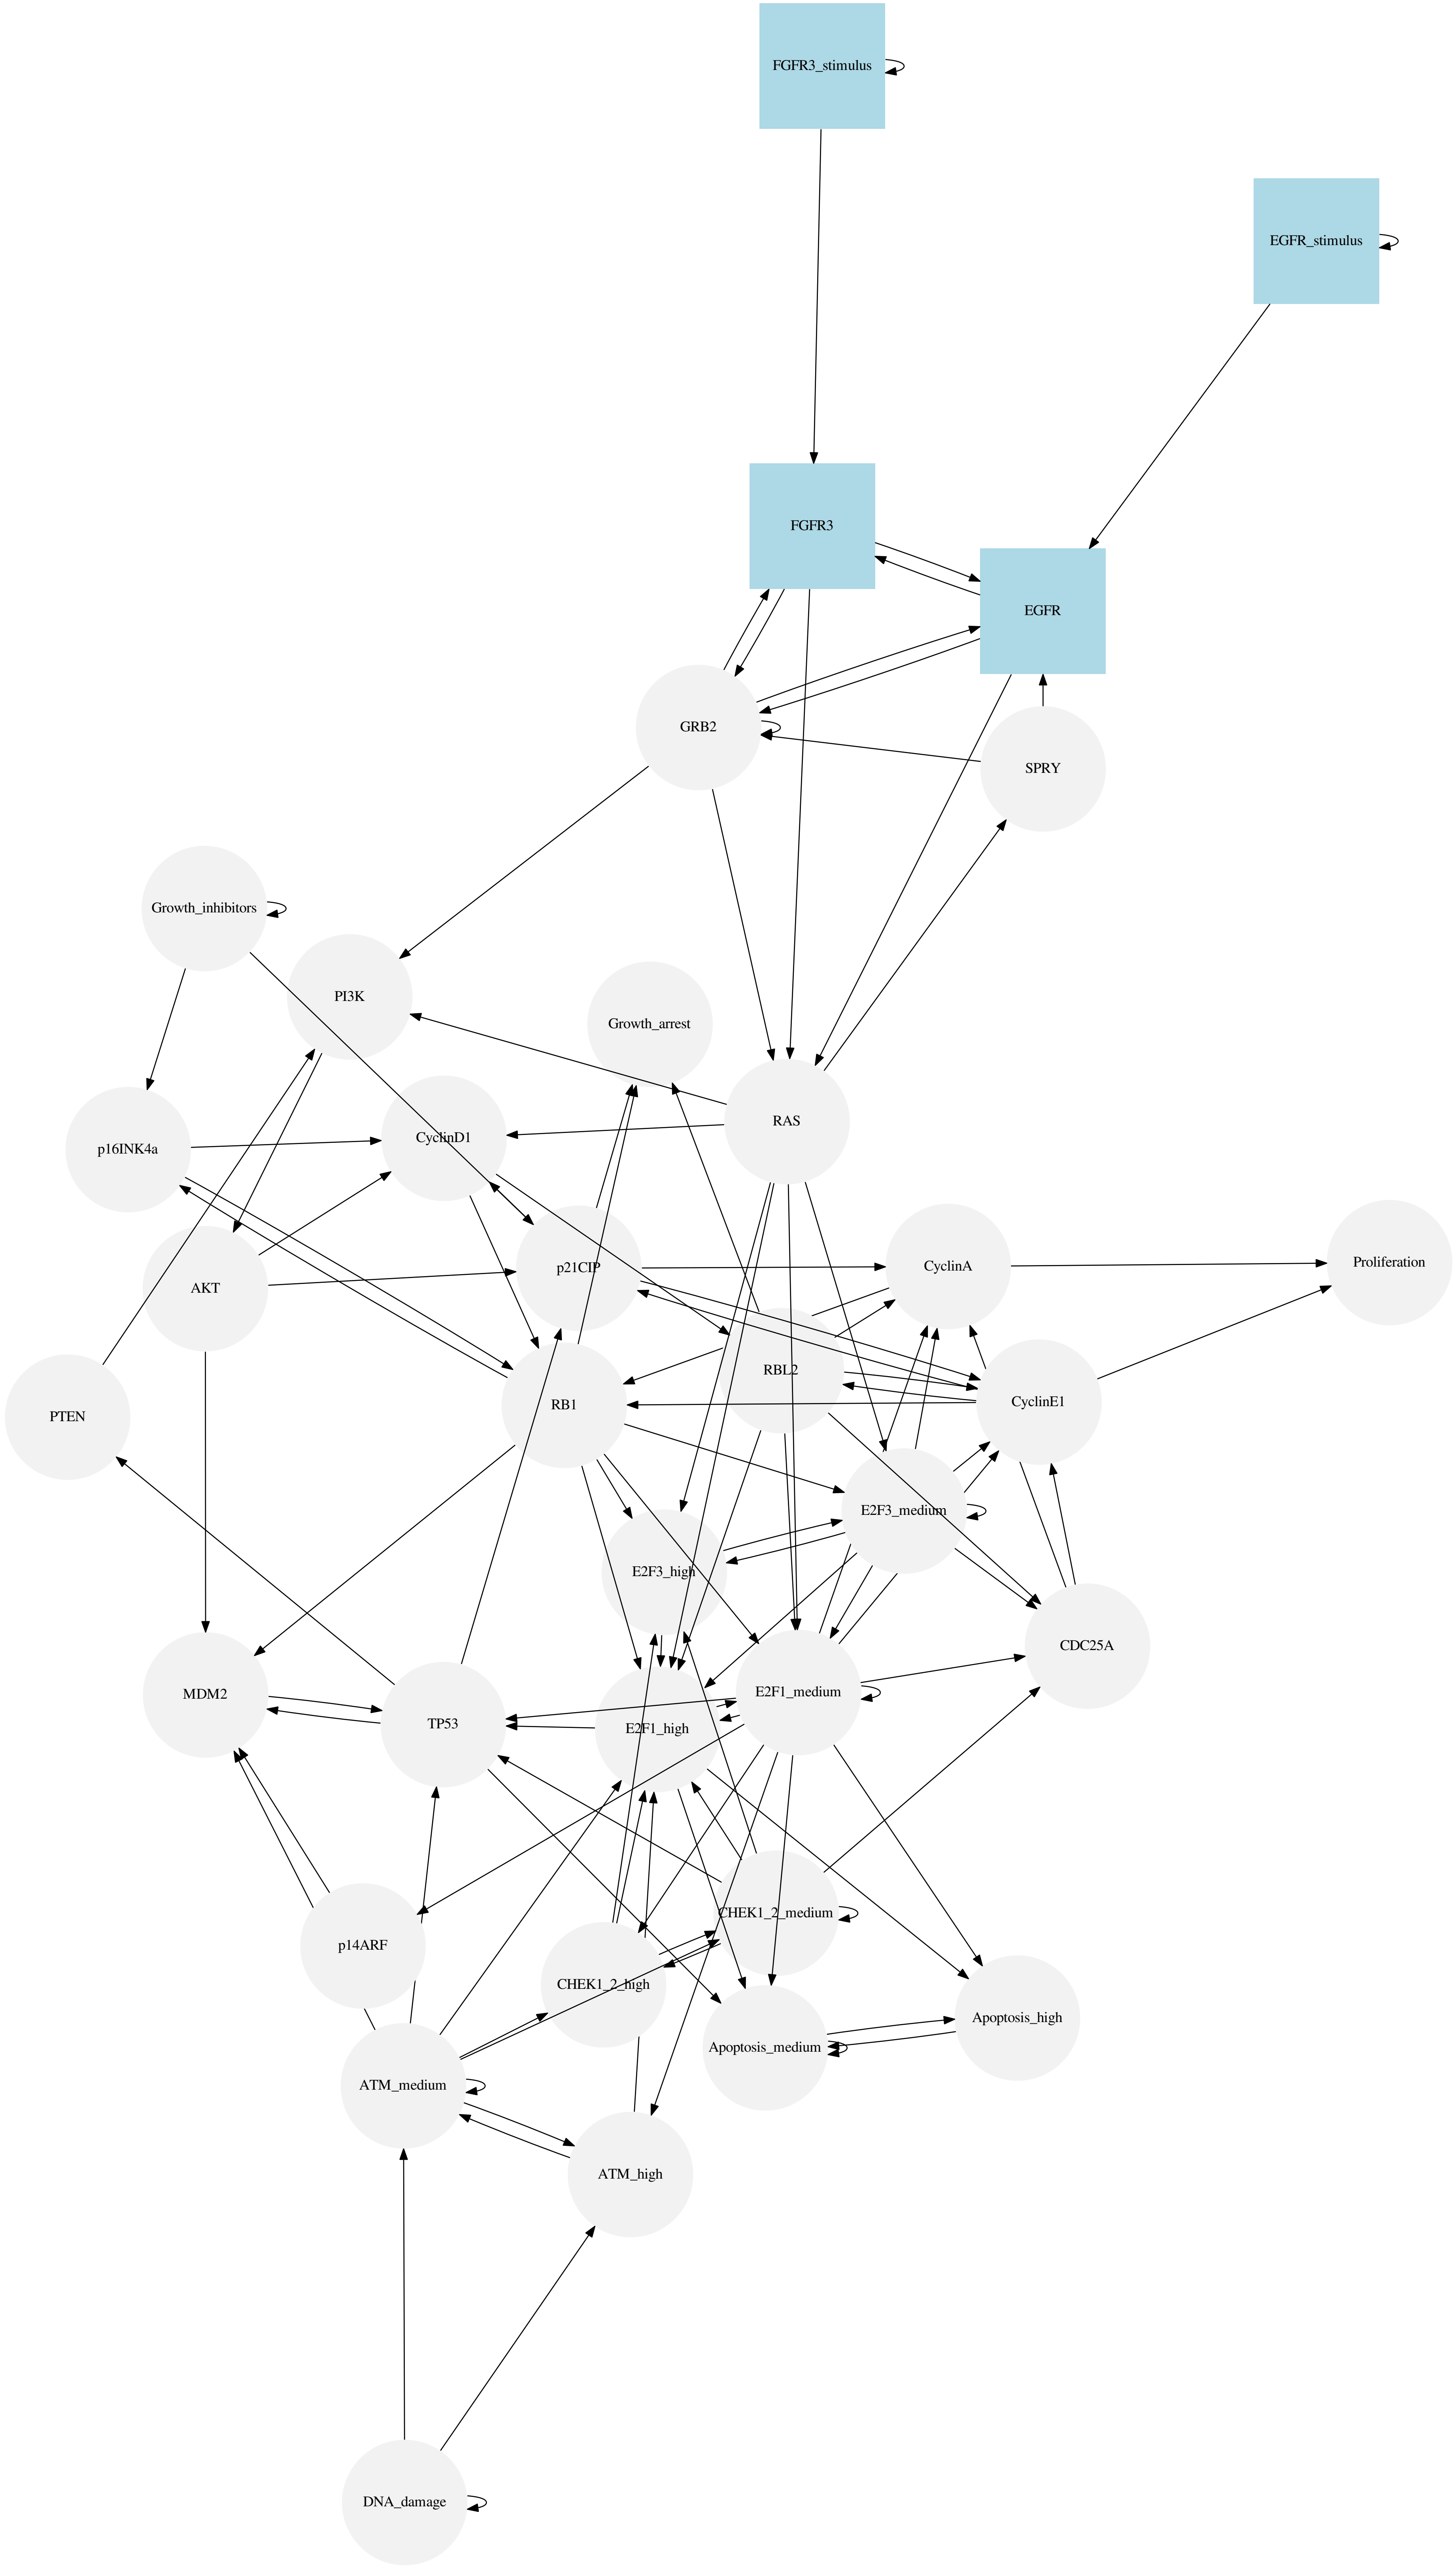 FGFR3_stimulus
EGFR_stimulus
FGFR3
EGFR
GRB2
SPRY
Growth_inhibitors
PI3K
Growth_arrest
RAS
CyclinD1
p16INK4a
Proliferation
CyclinA
p21CIP
AKT
RBL2
CyclinE1
RB1
PTEN
E2F3_medium
E2F3_high
CDC25A
E2F1_medium
MDM2
TP53
E2F1_high
CHEK1_2_medium
p14ARF
CHEK1_2_high
Apoptosis_high
Apoptosis_medium
ATM_medium
ATM_high
DNA_damage